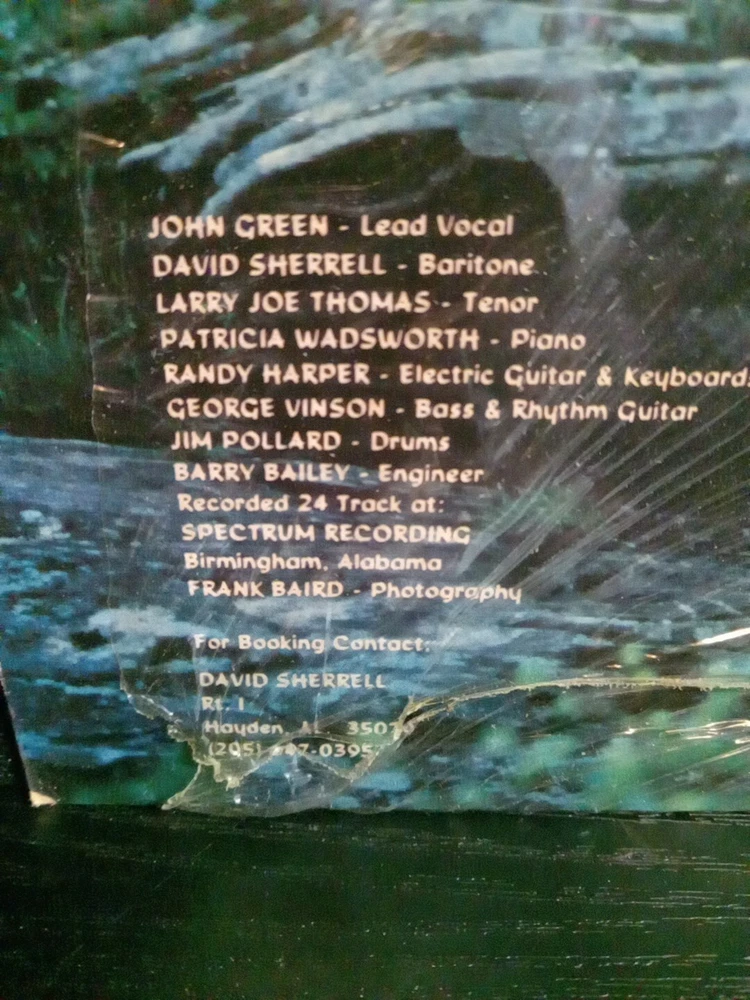 JOHN GREEN - Lead Vocal
DAVID SHERRELL - Baritone
LARRY JOE THOMAS - Tenor
PATRICIA WADSWORTH - Piano
RANDY HARPER - Electric Guitar & Keyboard
GEORGE VINSON - Bass & Rhythm Guitar
JIM POLLARD - Drums
BARRY BAILEY - Engineer
Recorded 24 Track at:
SPECTRUM RECORDING
Birmingham, Alabama
FRANK BAIRD - Photography
For Booking Contact:
DAVID SHERRELL
Rt. 1
Hayden,
(205)